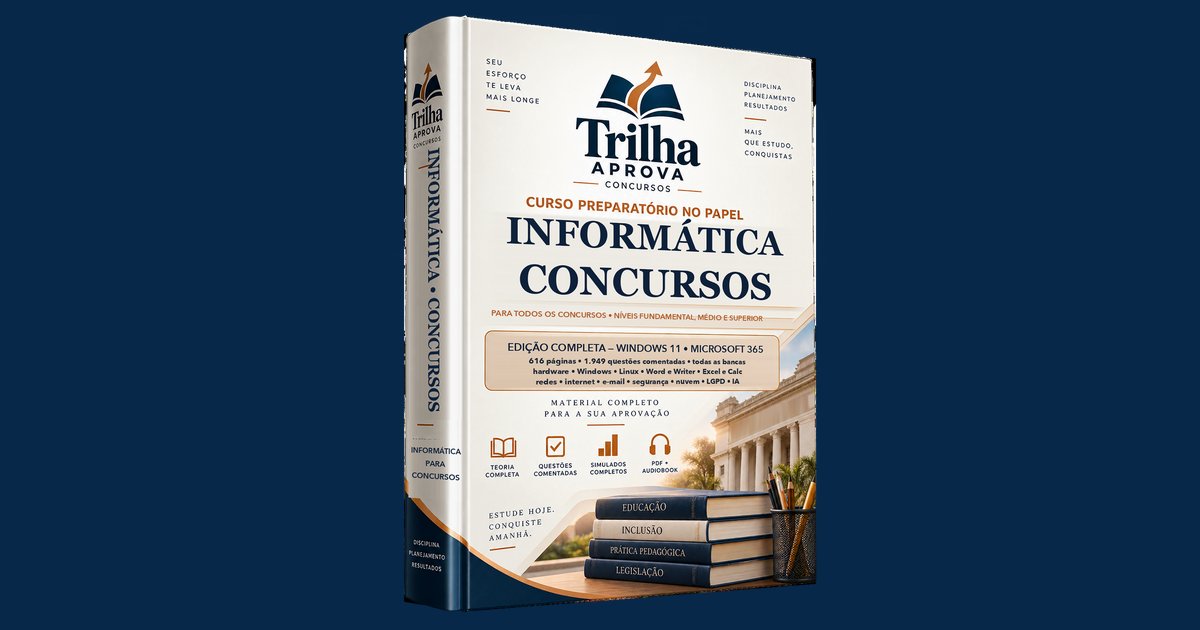 Trilha
APROVA
CONCURSOS
INFORMÁTICA • CONCURSOS
INFORMÁTICA
PARA
CONCURSOS
DISCIPLINA
PLANEJAMENTO
RESULTADOS
SEU
ESFORÇO
TE LEVA
MAIS LONGE
DISCIPLINA
PLANEJAMENTO
RESULTADOS
MAIS
QUE ESTUDO,
CONQUISTAS
Trilha
APROVA
CONCURSOS
CURSO PREPARATÓRIO NO PAPEL
INFORMÁTICA
CONCURSOS
PARA TODOS OS CONCURSOS • NÍVEIS FUNDAMENTAL, MÉDIO E SUPERIOR
EDIÇÃO COMPLETA – WINDOWS 11 • MICROSOFT 365
616 páginas • 1.949 questões comentadas • todas as bancas
hardware • Windows • Linux • Word e Writer • Excel e Calc
redes • internet • e-mail • segurança • nuvem • LGPD • IA
MATERIAL COMPLETO
PARA A SUA APROVAÇÃO
TEORIA
COMPLETA
QUESTÕES
COMENTADAS
SIMULADOS
COMPLETOS
PDF +
AUDIOBOOK
ESTUDE HOJE.
CONQUISTE
AMANHÃ.
EDUCAÇÃO
INCLUSÃO
PRÁTICA PEDAGÓGICA
LEGISLAÇÃO